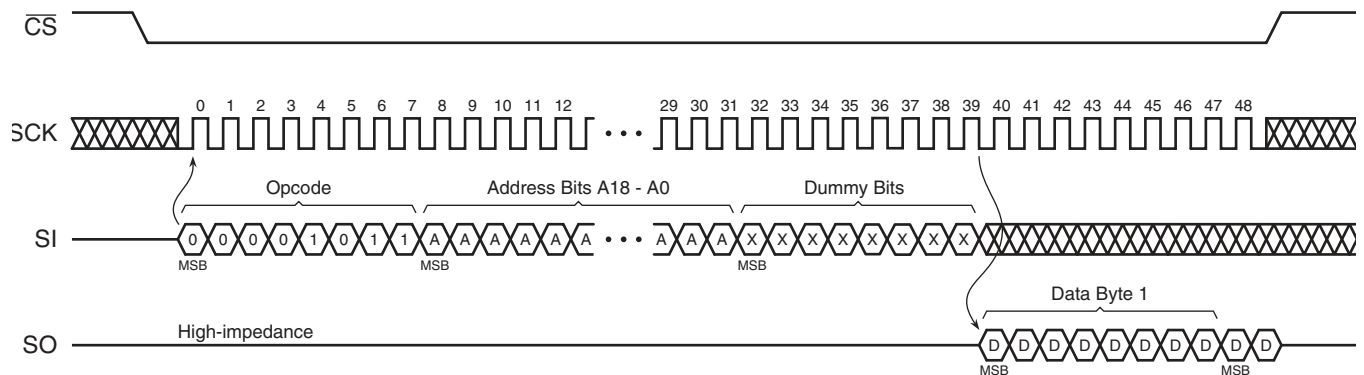 CS
0 1 2 3 4 5 6 7 8 9 10 11 12 29 30 31 32 33 34 35 36 37 38 39 40 41 42 43 44 45 46 47 48
SCK
Opcode Address Bits A18 - A0 Dummy Bits
SI 0 0 0 0 1 0 1 1 A A A A A A A A A X X X X X X X X
MSB MSB MSB
Data Byte 1
High-impedance
SO D D D D D D D D D D
MSB MSB